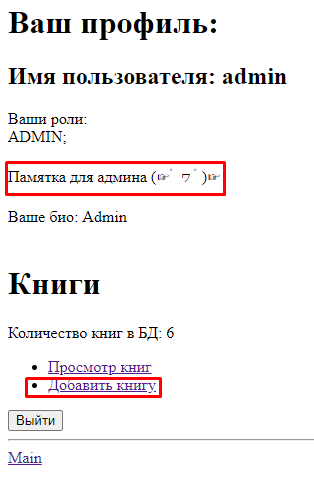 Ваш профиль:
Имя пользователя: admin
Ваши роли:
ADMIN;
Памятка для админа (☞ﾟヮﾟ)☞
Ваше био: Admin
Книги
Количество книг в БД: 6
Просмотр книг
Добавить книгу
Выйти
Main